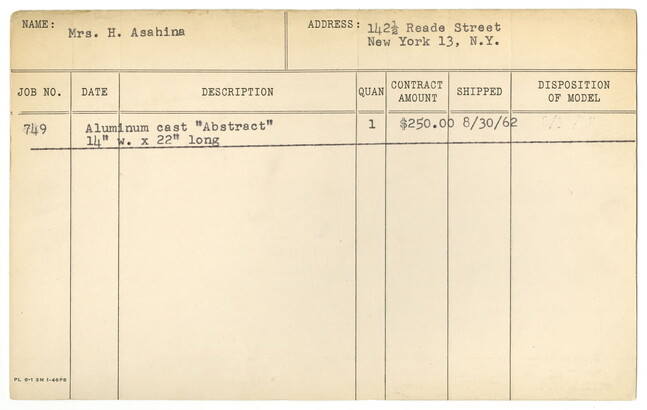 NAME:
Mrs. H. Asahina
ADDRESS:
142½ Reade Street
New York 13, N.Y.
JOB NO.
DATE
DESCRIPTION
QUAN
CONTRACT
AMOUNT
SHIPPED
DISPOSITION
OF MODEL
749
Aluminum cast "Abstract"
14" w. x 22" long
1
$250.00
8/30/62